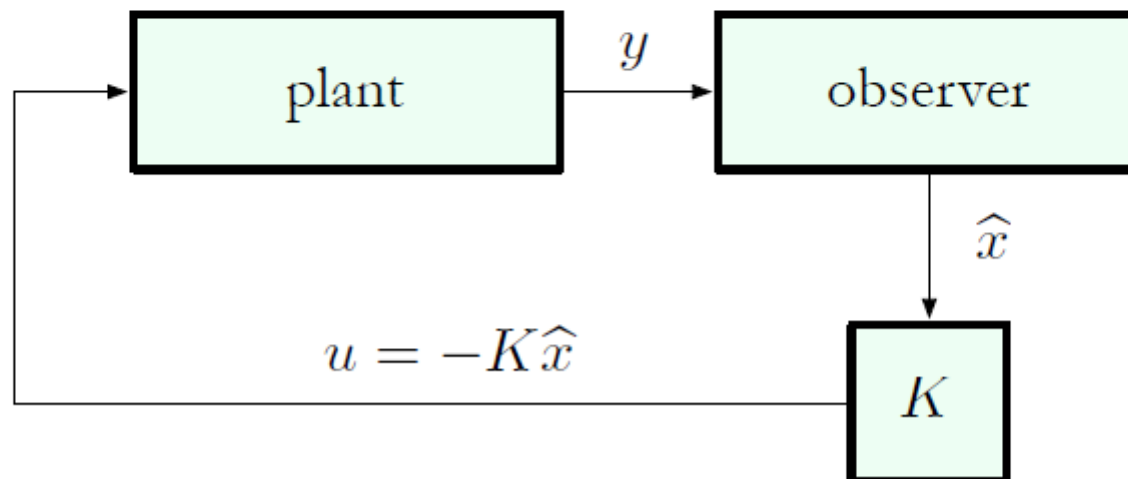 plant
y
observer
x̂
u = −Kx̂
K